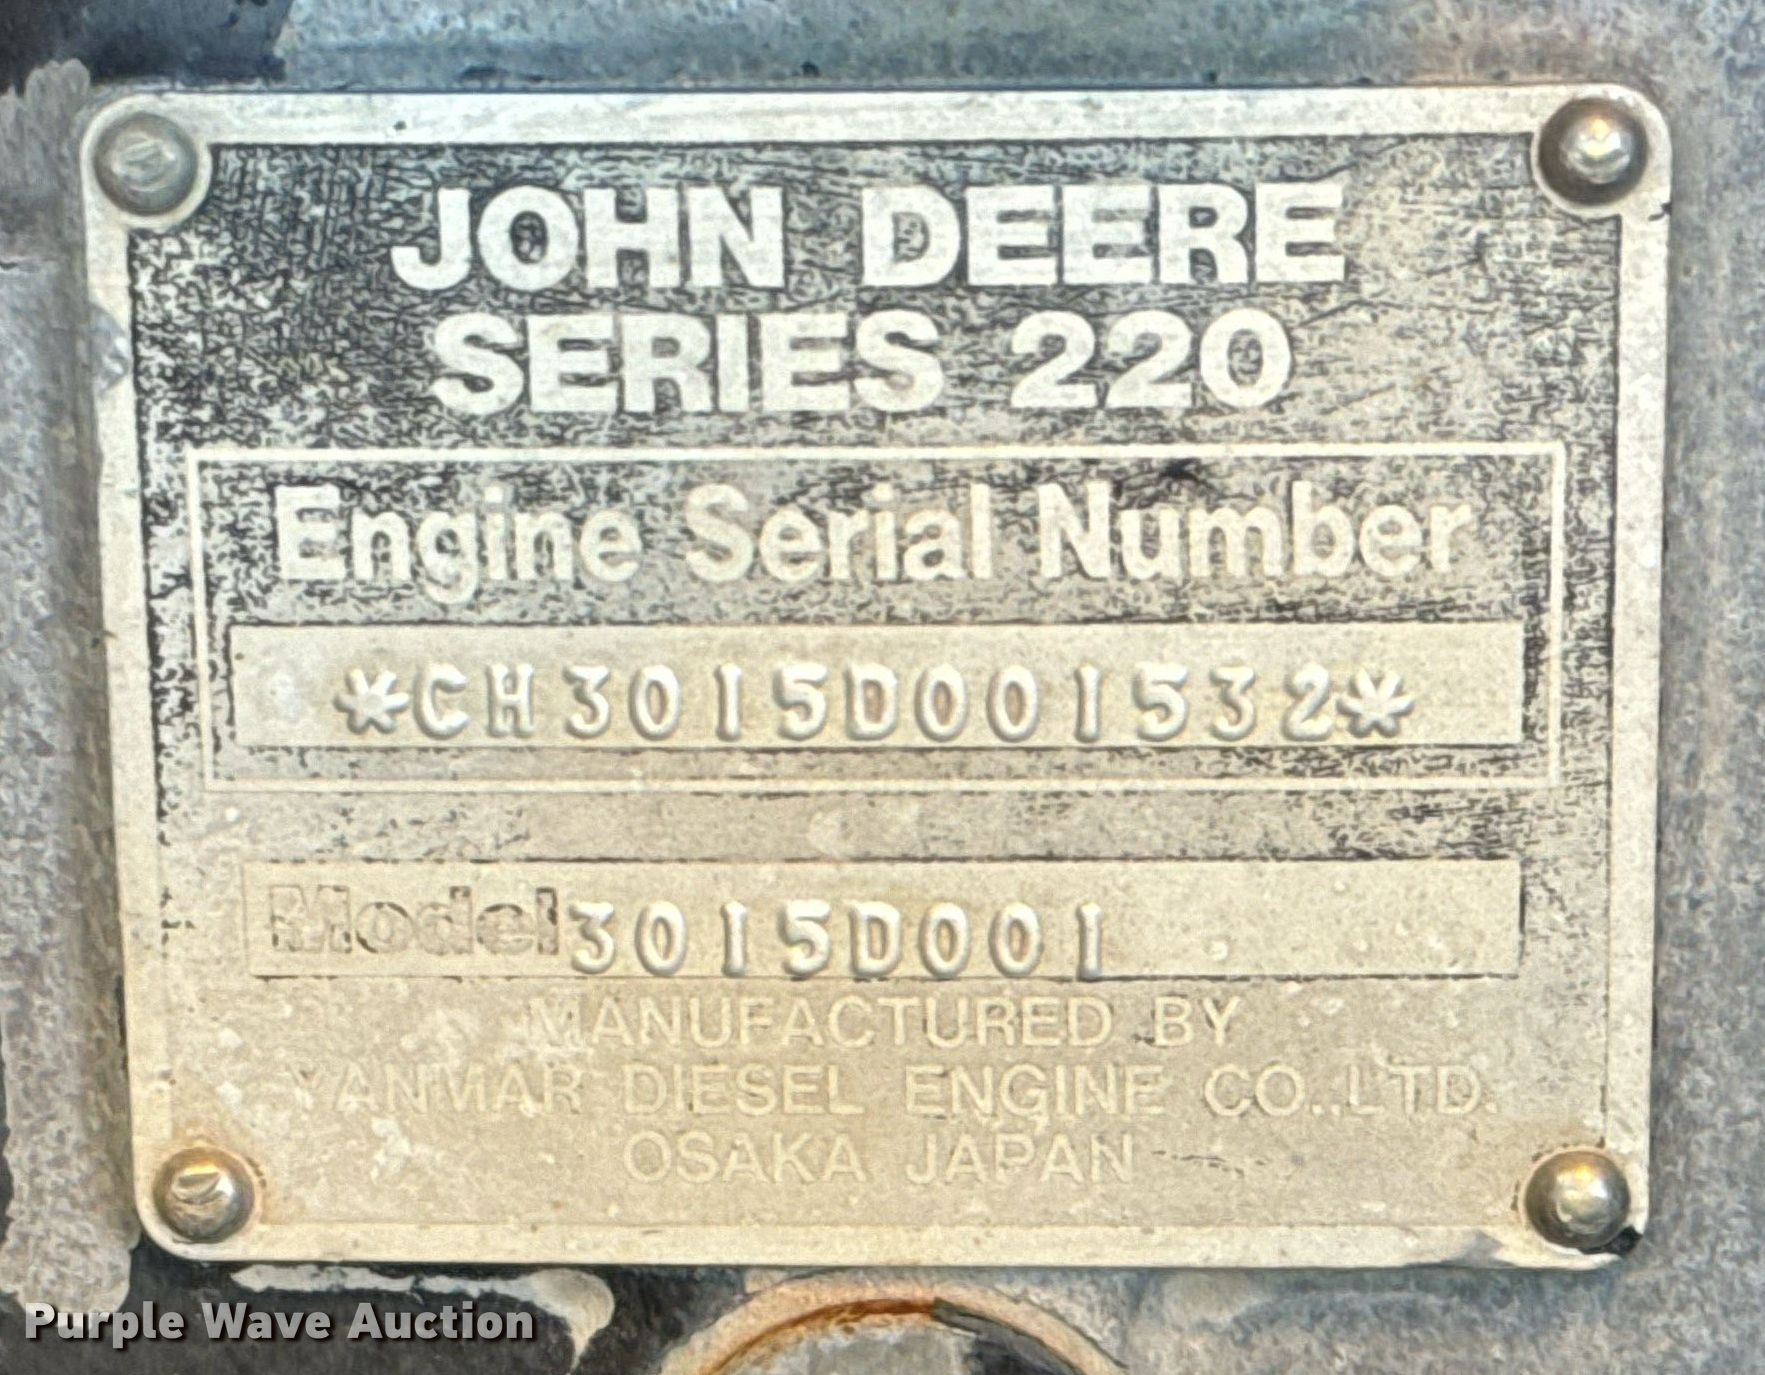 JOHN DEERE
SERIES 220
Engine Serial Number
*CH3015D001532*
Model 3015D001
MANUFACTURED BY
YANMAR DIESEL ENGINE CO.,LTD.
OSAKA JAPAN
Purple Wave Auction